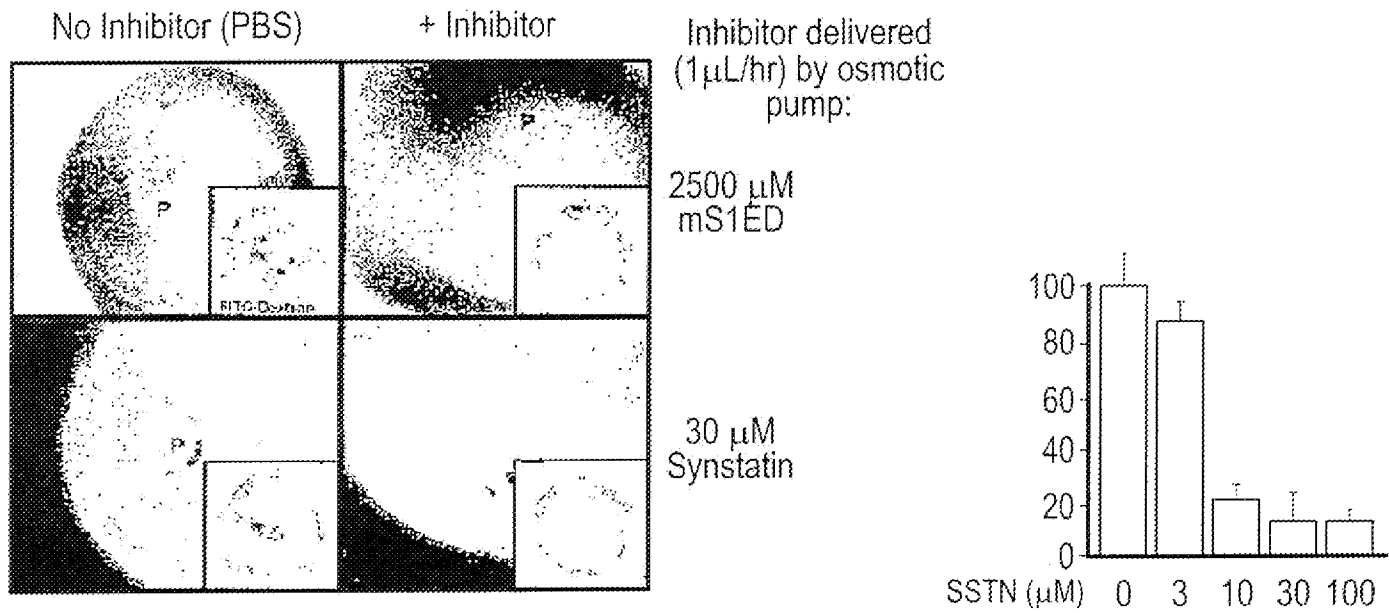 No Inhibitor (PBS)
+ Inhibitor
Inhibitor delivered
(1μL/hr) by osmotic
pump:
P
P
2500 μM
mS1ED
FITC-Dextran
P
30 μM
Synstatin
100
80
60
40
20
0
SSTN (μM) 0 3 10 30 100